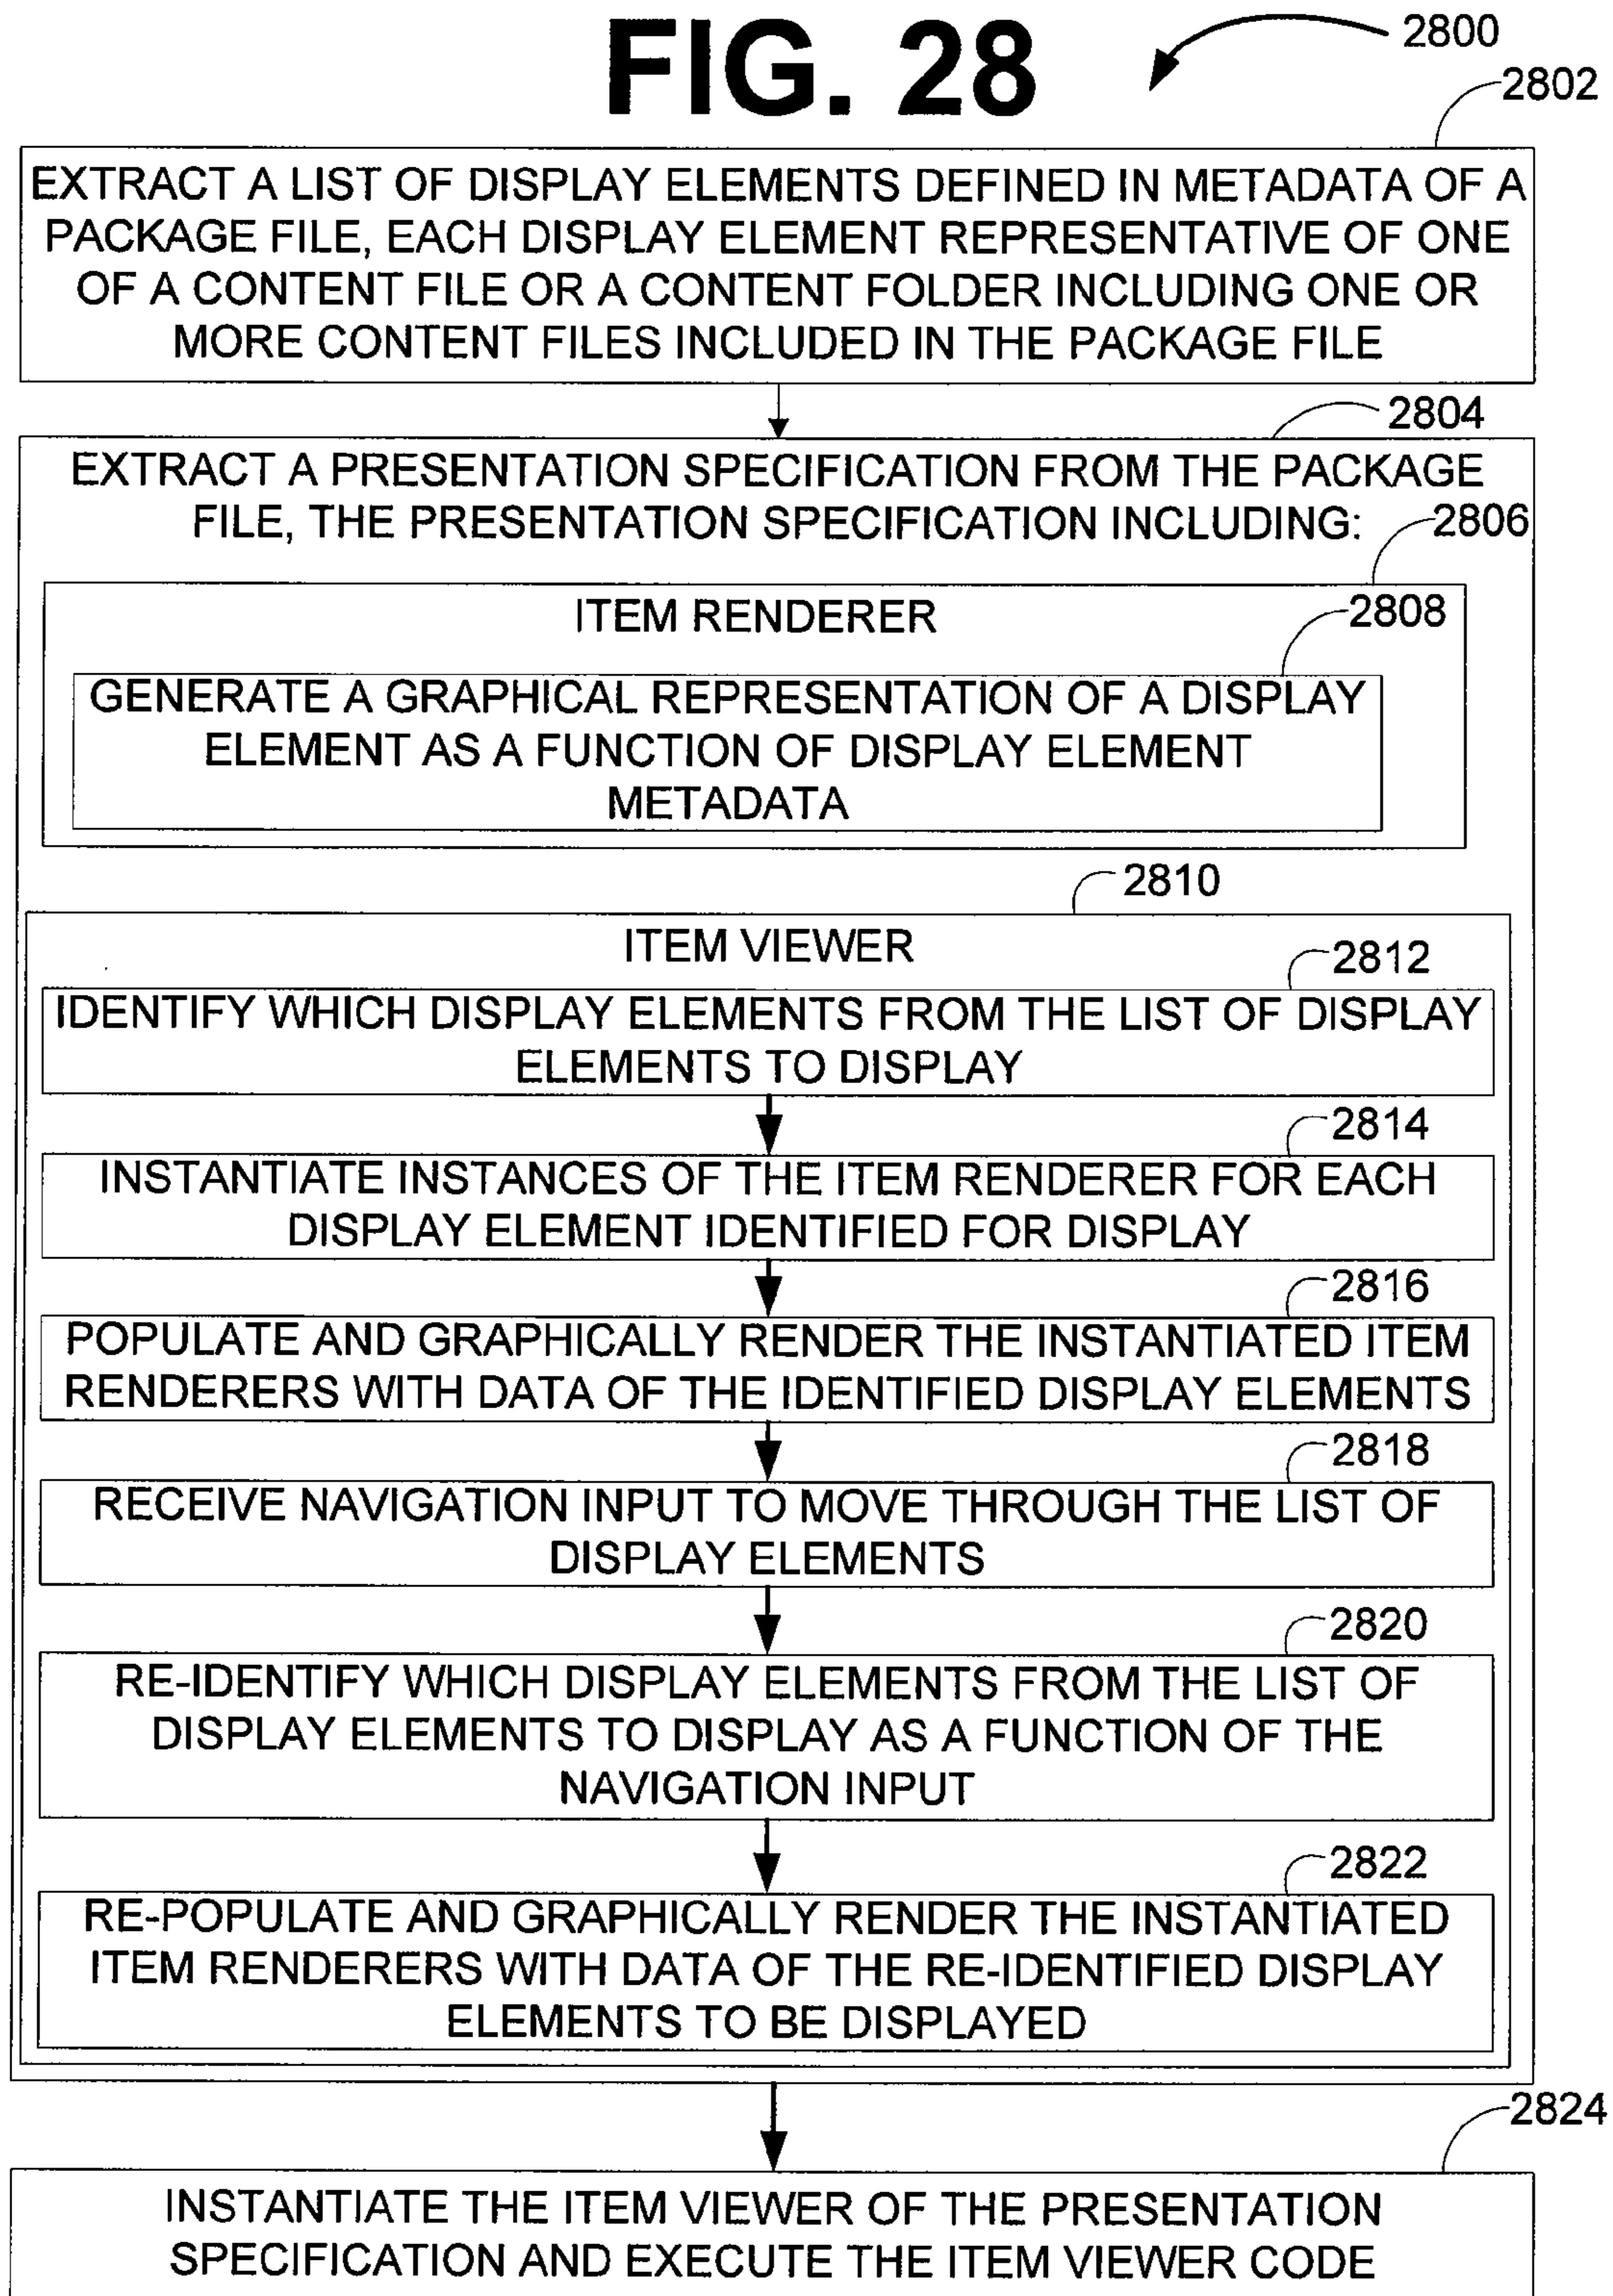 FIG. 28
2800
2802
EXTRACT A LIST OF DISPLAY ELEMENTS DEFINED IN METADATA OF A
PACKAGE FILE, EACH DISPLAY ELEMENT REPRESENTATIVE OF ONE
OF A CONTENT FILE OR A CONTENT FOLDER INCLUDING ONE OR
MORE CONTENT FILES INCLUDED IN THE PACKAGE FILE
2804
EXTRACT A PRESENTATION SPECIFICATION FROM THE PACKAGE
FILE, THE PRESENTATION SPECIFICATION INCLUDING:
2806
ITEM RENDERER
2808
GENERATE A GRAPHICAL REPRESENTATION OF A DISPLAY
ELEMENT AS A FUNCTION OF DISPLAY ELEMENT
METADATA
2810
ITEM VIEWER
2812
IDENTIFY WHICH DISPLAY ELEMENTS FROM THE LIST OF DISPLAY
ELEMENTS TO DISPLAY
2814
INSTANTIATE INSTANCES OF THE ITEM RENDERER FOR EACH
DISPLAY ELEMENT IDENTIFIED FOR DISPLAY
2816
POPULATE AND GRAPHICALLY RENDER THE INSTANTIATED ITEM
RENDERERS WITH DATA OF THE IDENTIFIED DISPLAY ELEMENTS
2818
RECEIVE NAVIGATION INPUT TO MOVE THROUGH THE LIST OF
DISPLAY ELEMENTS
2820
RE-IDENTIFY WHICH DISPLAY ELEMENTS FROM THE LIST OF
DISPLAY ELEMENTS TO DISPLAY AS A FUNCTION OF THE
NAVIGATION INPUT
2822
RE-POPULATE AND GRAPHICALLY RENDER THE INSTANTIATED
ITEM RENDERERS WITH DATA OF THE RE-IDENTIFIED DISPLAY
ELEMENTS TO BE DISPLAYED
2824
INSTANTIATE THE ITEM VIEWER OF THE PRESENTATION
SPECIFICATION AND EXECUTE THE ITEM VIEWER CODE